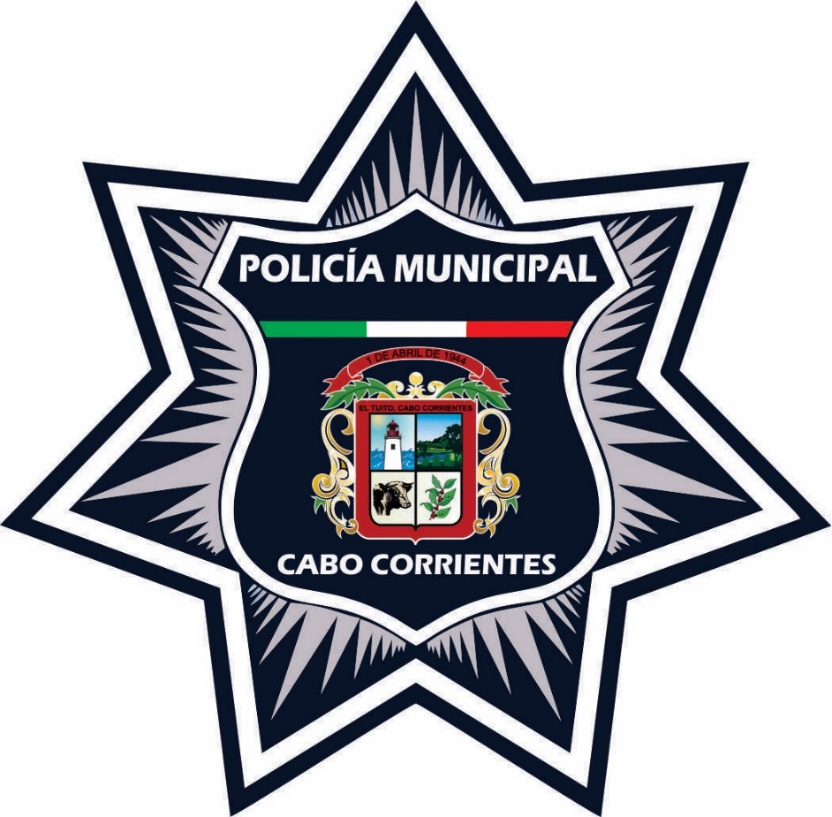 POLICÍA MUNICIPAL
1 DE ABRIL DE 1944
EL TUITO, CABO CORRIENTES
CABO CORRIENTES